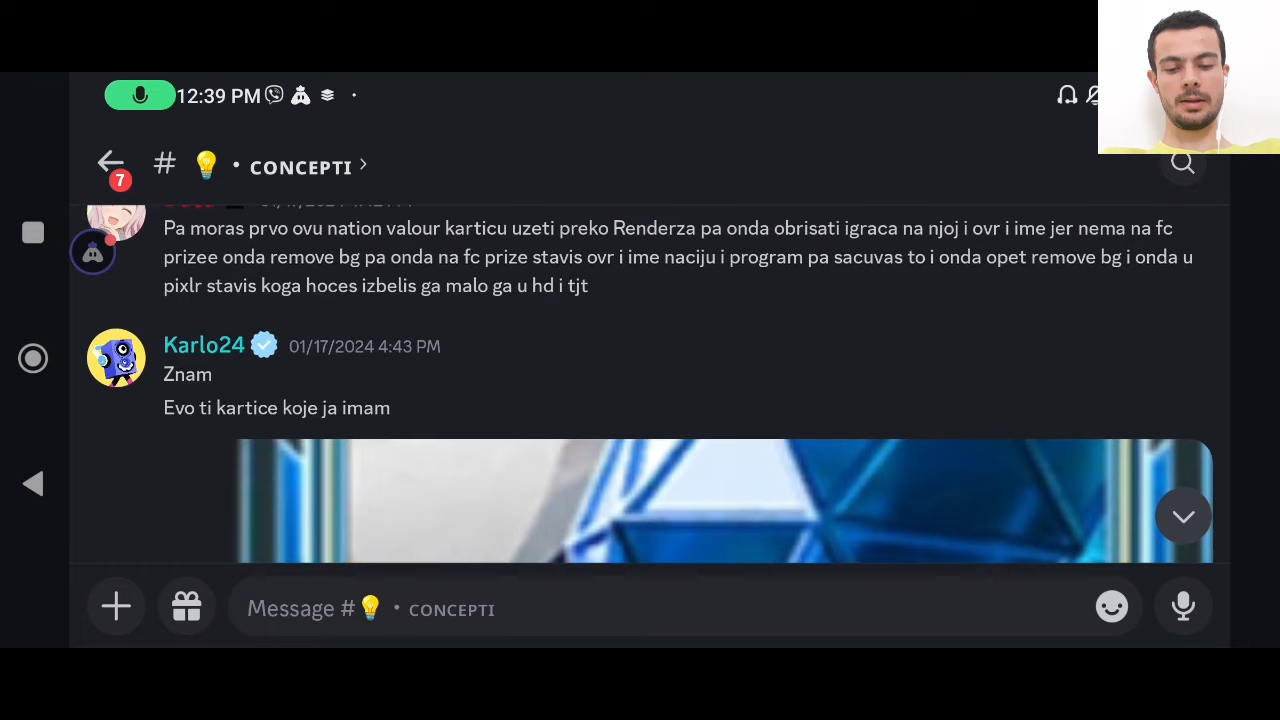 12:39 PM
7
# 💡 • CONCEPTI
Pa moras prvo ovu nation valour karticu uzeti preko Renderza pa onda obrisati igraca na njoj i ovr i ime jer nema na fc
prizee onda remove bg pa onda na fc prize stavis ovr i ime naciju i program pa sacuvas to i onda opet remove bg i onda u
pixlr stavis koga hoces izbelis ga malo ga u hd i tjt
Karlo24 01/17/2024 4:43 PM
Znam
Evo ti kartice koje ja imam
Message #💡 • CONCEPTI